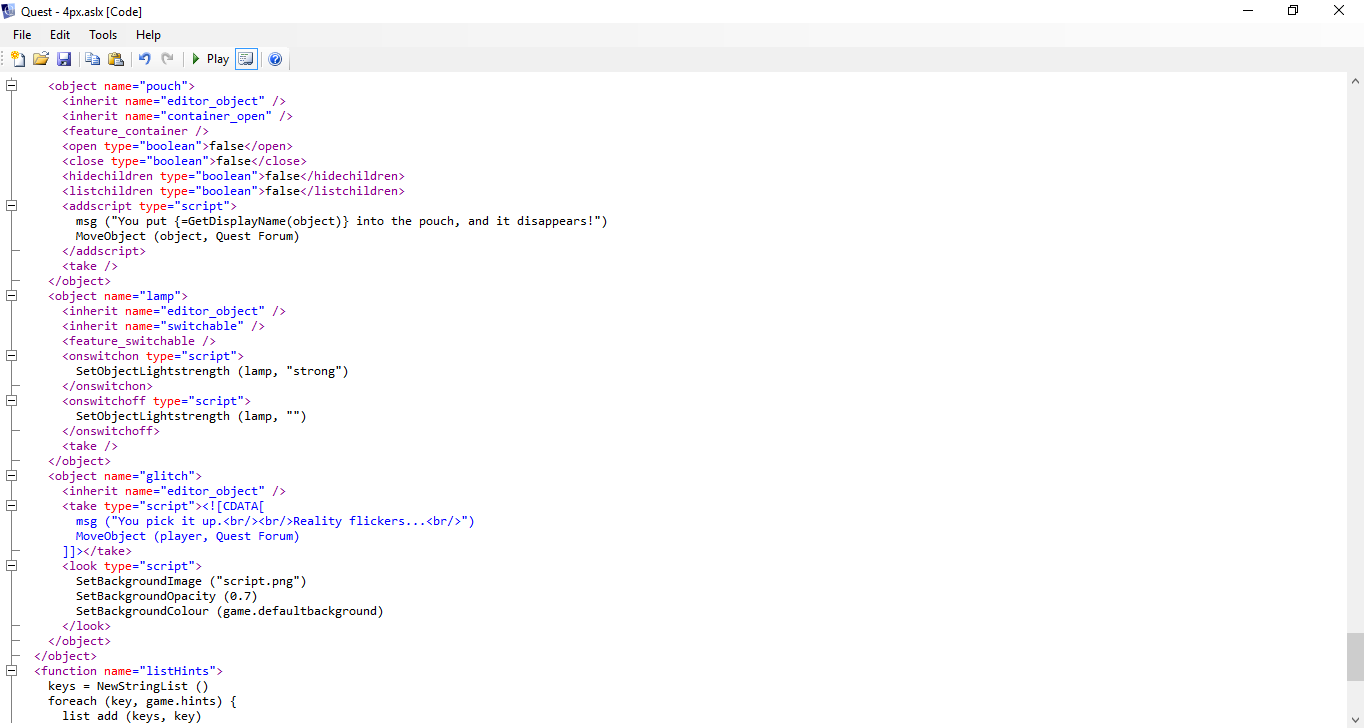 Quest - 4px.aslx [Code]
File Edit Tools Help
Play
<object name="pouch">
<inherit name="editor_object" />
<inherit name="container_open" />
<feature_container />
<open type="boolean">false</open>
<close type="boolean">false</close>
<hidechildren type="boolean">false</hidechildren>
<listchildren type="boolean">false</listchildren>
<addscript type="script">
msg ("You put {=GetDisplayName(object)} into the pouch, and it disappears!")
MoveObject (object, Quest Forum)
</addscript>
<take />
</object>
<object name="lamp">
<inherit name="editor_object" />
<inherit name="switchable" />
<feature_switchable />
<onswitchon type="script">
SetObjectLightstrength (lamp, "strong")
</onswitchon>
<onswitchoff type="script">
SetObjectLightstrength (lamp, "")
</onswitchoff>
<take />
</object>
<object name="glitch">
<inherit name="editor_object" />
<take type="script"><![CDATA[
msg ("You pick it up.<br/><br/>Reality flickers...<br/>")
MoveObject (player, Quest Forum)
]]></take>
<look type="script">
SetBackgroundImage ("script.png")
SetBackgroundOpacity (0.7)
SetBackgroundColour (game.defaultbackground)
</look>
</object>
</object>
<function name="listHints">
keys = NewStringList ()
foreach (key, game.hints) {
list add (keys, key)